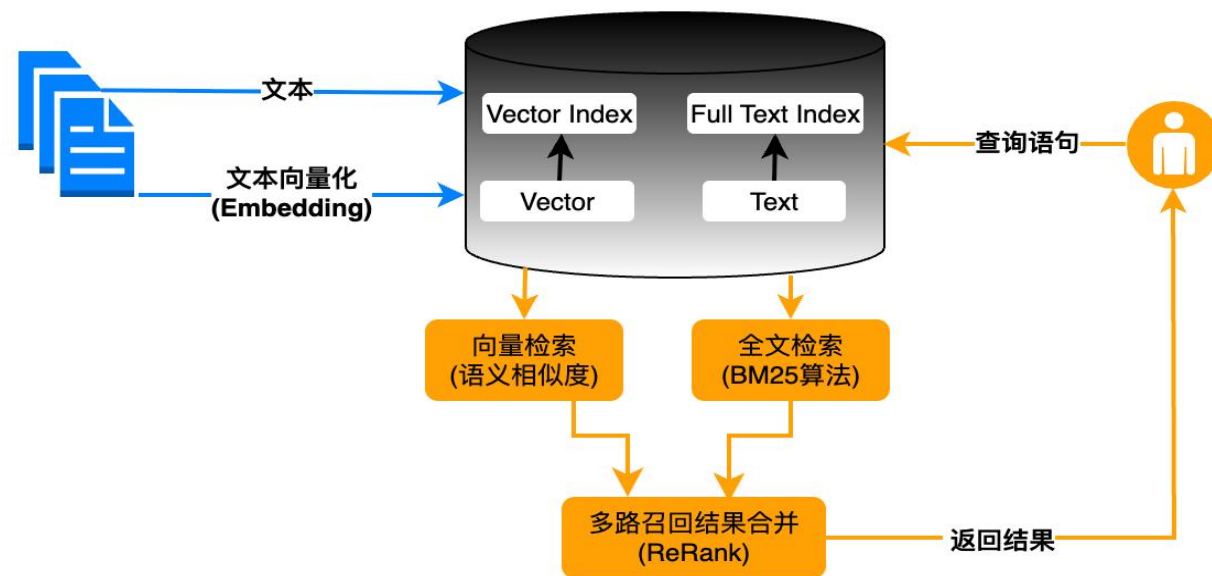 文本
Vector Index
Full Text Index
查询语句
文本向量化
(Embedding)
Vector
Text
向量检索
(语义相似度)
全文检索
(BM25算法)
多路召回结果合并
(ReRank)
返回结果